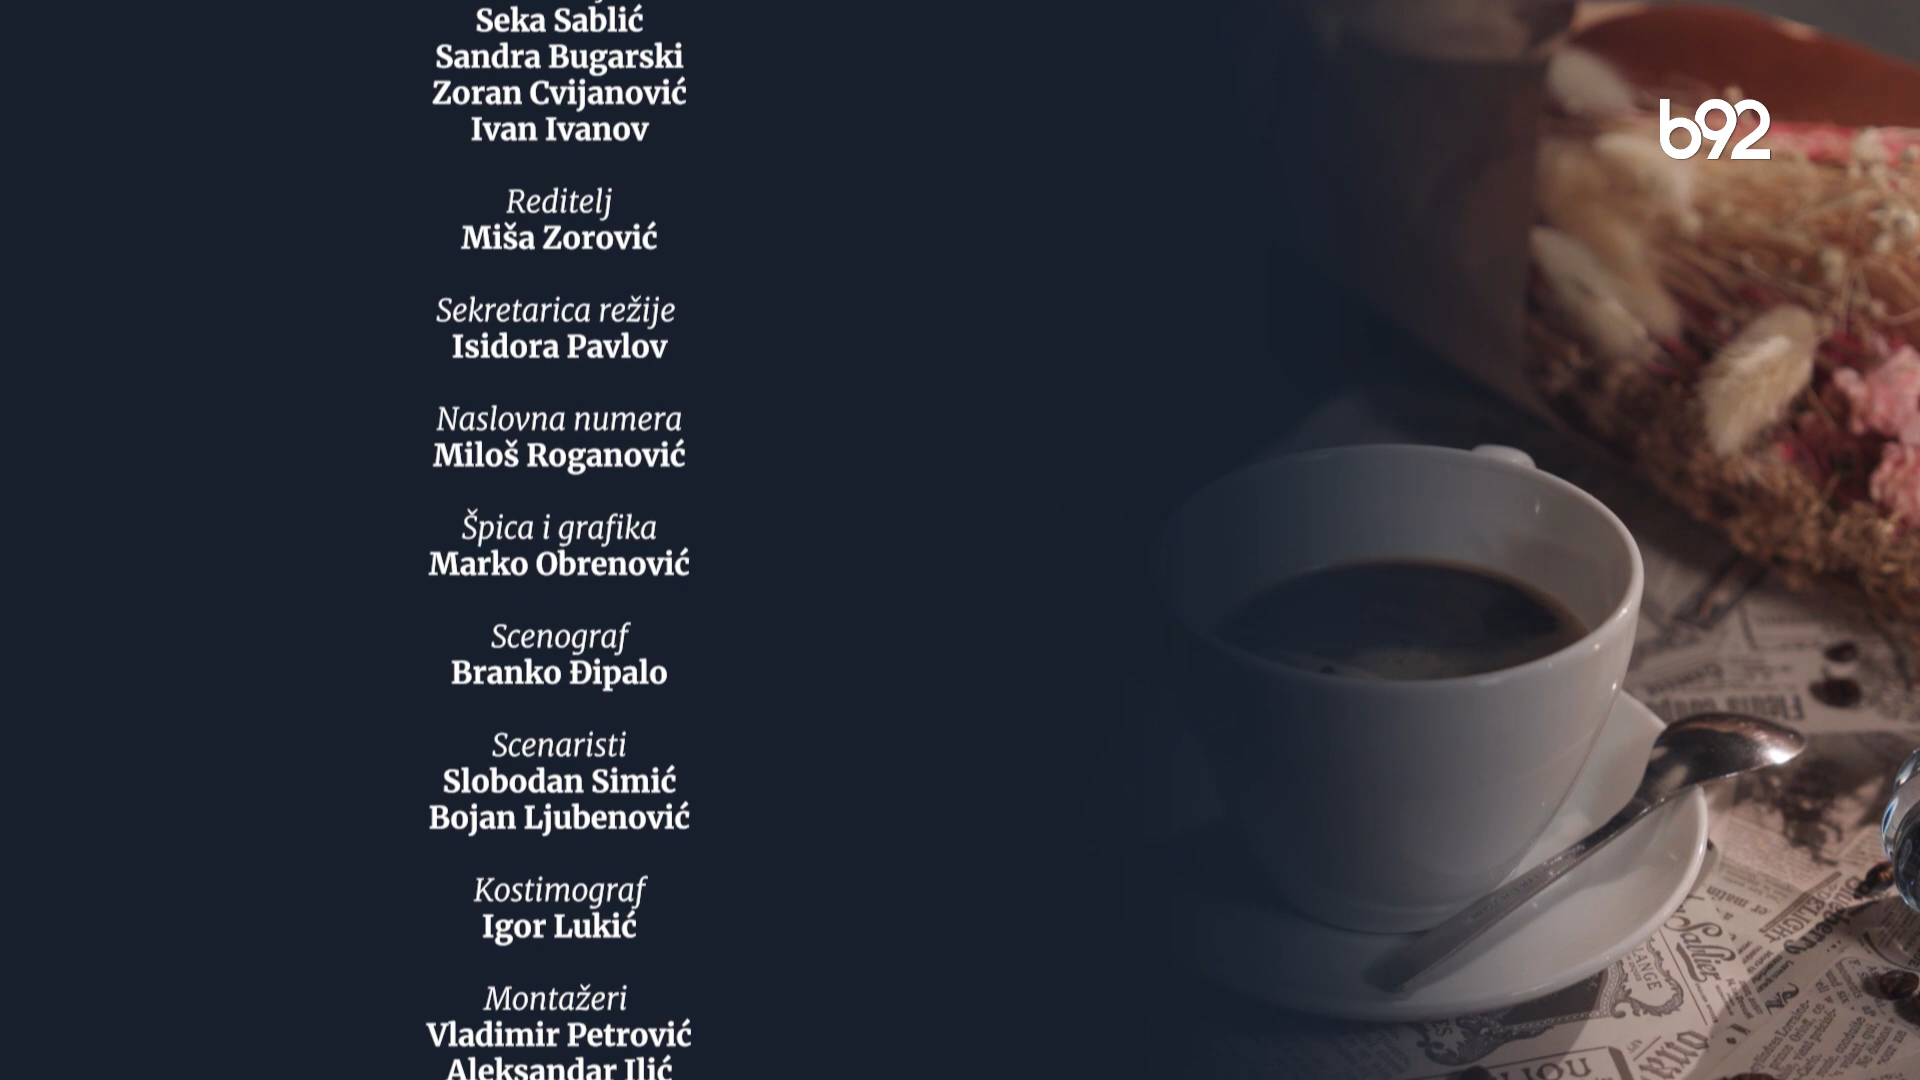 Seka Sablić
Sandra Bugarski
Zoran Cvijanović
Ivan Ivanov
Reditelj
Miša Zorović
Sekretarica režije
Isidora Pavlov
Naslovna numera
Miloš Roganović
Špica i grafika
Marko Obrenović
Scenograf
Branko Đipalo
Scenaristi
Slobodan Simić
Bojan Ljubenović
Kostimograf
Igor Lukić
Montažeri
Vladimir Petrović
Aleksandar Ilić
b92